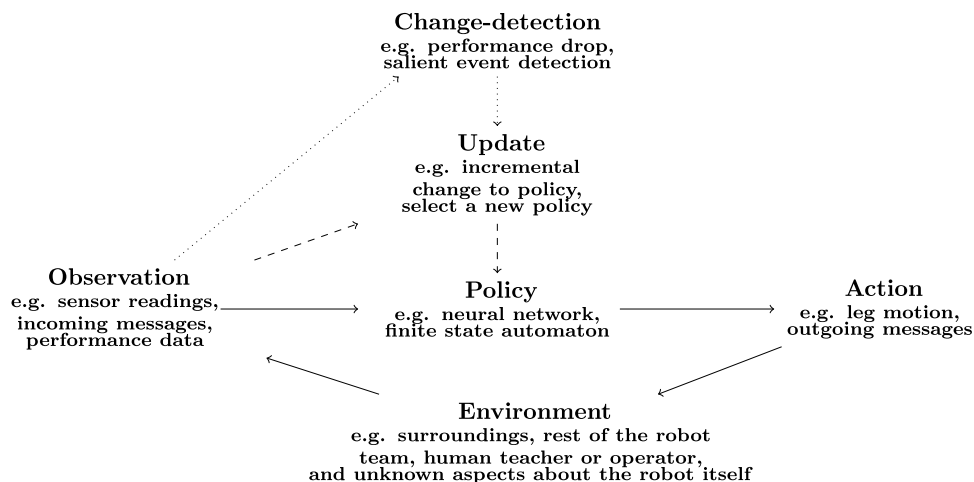 Change-detection
e.g. performance drop,
salient event detection
Update
e.g. incremental
change to policy,
select a new policy
Observation
e.g. sensor readings,
incoming messages,
performance data
Policy
e.g. neural network,
finite state automaton
Action
e.g. leg motion,
outgoing messages
Environment
e.g. surroundings, rest of the robot
team, human teacher or operator,
and unknown aspects about the robot itself